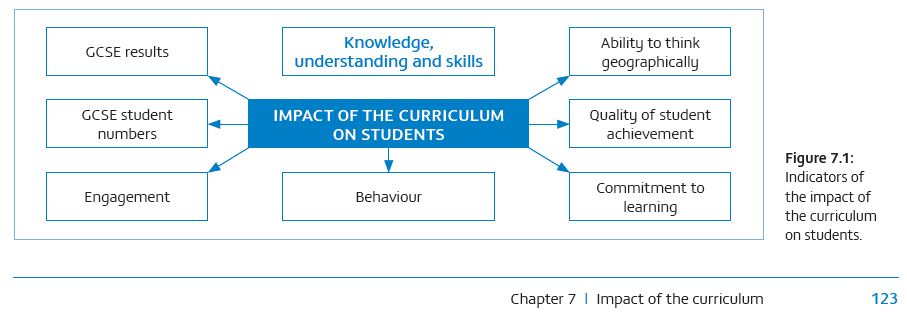 GCSE results
Knowledge,
understanding and skills
Ability to think
geographically
GCSE student
numbers
IMPACT OF THE CURRICULUM
ON STUDENTS
Quality of student
achievement
Engagement
Behaviour
Commitment to
learning
Figure 7.1:
Indicators of
the impact of
the curriculum
on students.
Chapter 7 | Impact of the curriculum 123